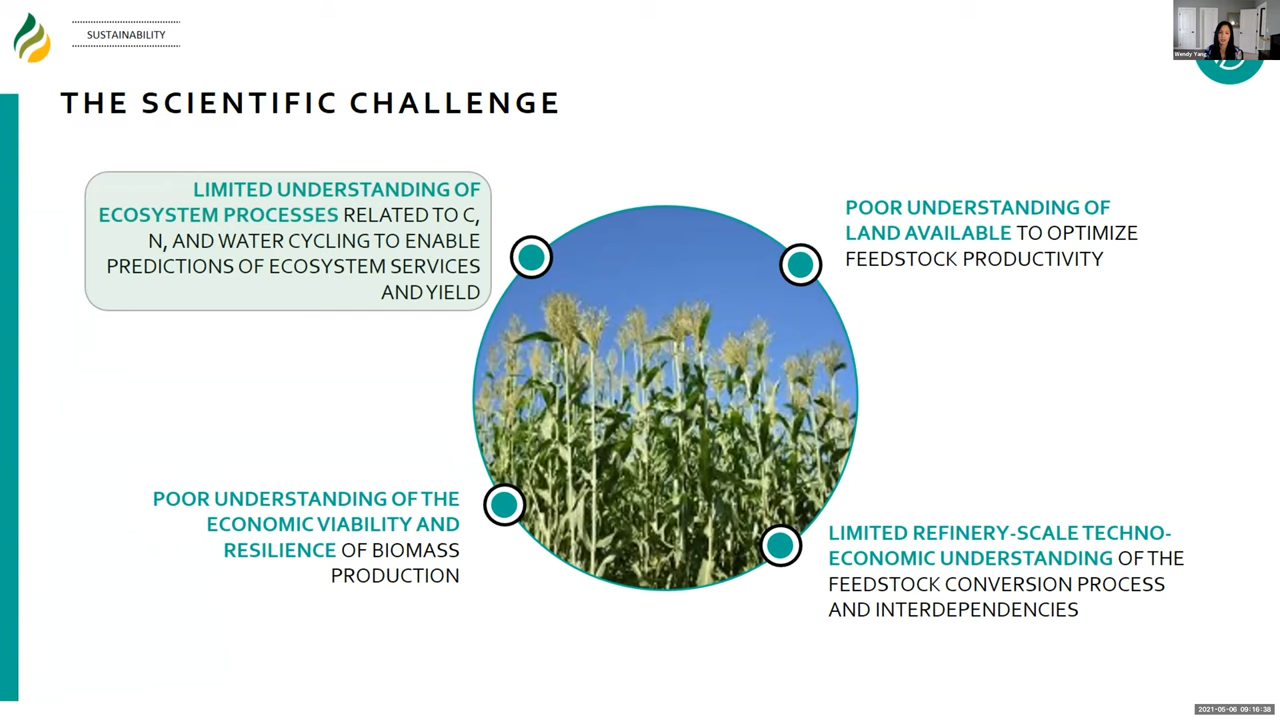 SUSTAINABILITY
Wendy Yang
THE SCIENTIFIC CHALLENGE
LIMITED UNDERSTANDING OF
ECOSYSTEM PROCESSES RELATED TO C,
N, AND WATER CYCLING TO ENABLE
PREDICTIONS OF ECOSYSTEM SERVICES
AND YIELD
POOR UNDERSTANDING OF
LAND AVAILABLE TO OPTIMIZE
FEEDSTOCK PRODUCTIVITY
POOR UNDERSTANDING OF THE
ECONOMIC VIABILITY AND
RESILIENCE OF BIOMASS
PRODUCTION
LIMITED REFINERY-SCALE TECHNO-
ECONOMIC UNDERSTANDING OF THE
FEEDSTOCK CONVERSION PROCESS
AND INTERDEPENDENCIES
2021-05-06 09:16:38